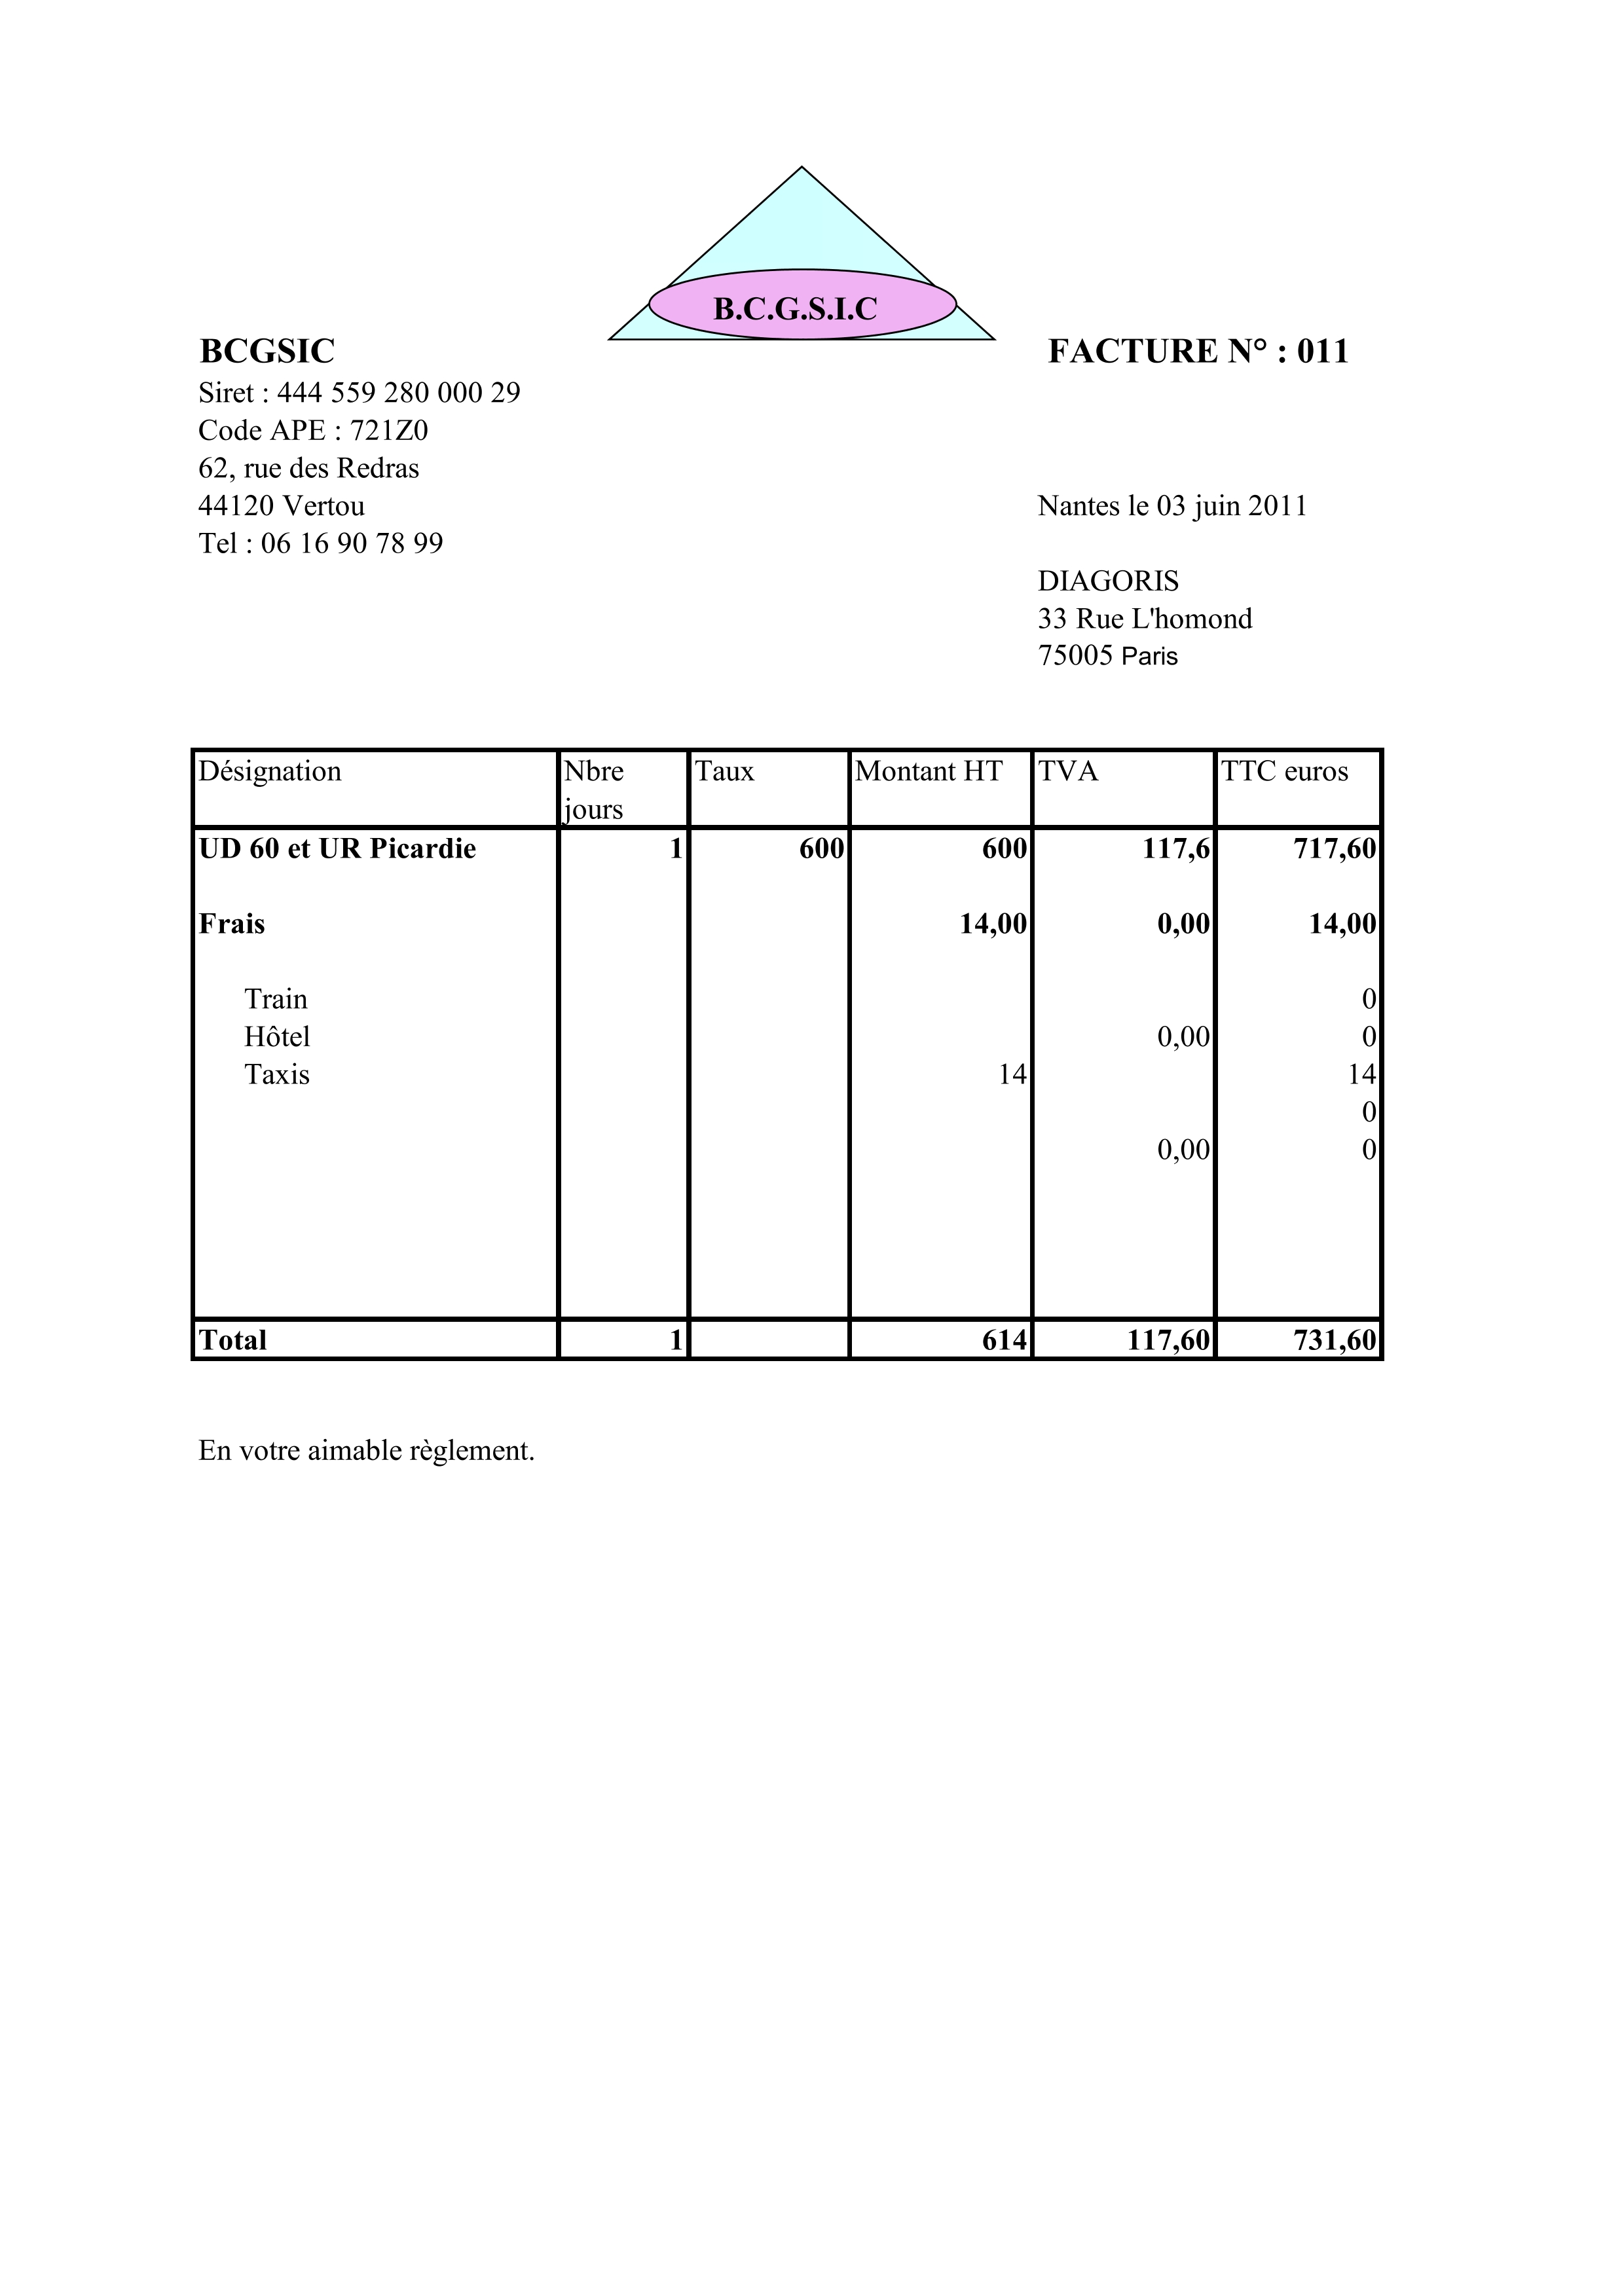 B.C.G.S.I.C
BCGSIC
FACTURE N° : 011
Siret : 444 559 280 000 29
Code APE : 721Z0
62, rue des Redras
44120 Vertou
Nantes le 03 juin 2011
Tel : 06 16 90 78 99
DIAGORIS
33 Rue L'homond
75005 Paris
Désignation Nbre jours Taux Montant HT TVA TTC euros
UD 60 et UR Picardie 1 600 600 117,6 717,60
Frais 14,00 0,00 14,00
Train 0
Hôtel 0,00 0
Taxis 14 14
0
0,00 0
Total 1 614 117,60 731,60
En votre aimable règlement.